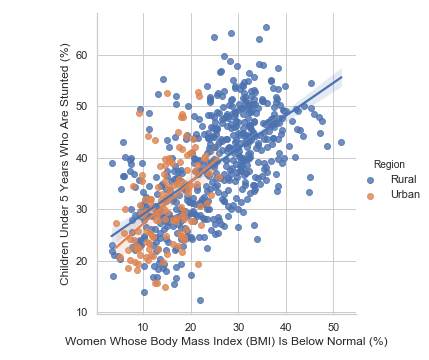 Children Under 5 Years Who Are Stunted (%)
60
50
40
30
20
10
10
20
30
40
50
Women Whose Body Mass Index (BMI) Is Below Normal (%)
Region
Rural
Urban